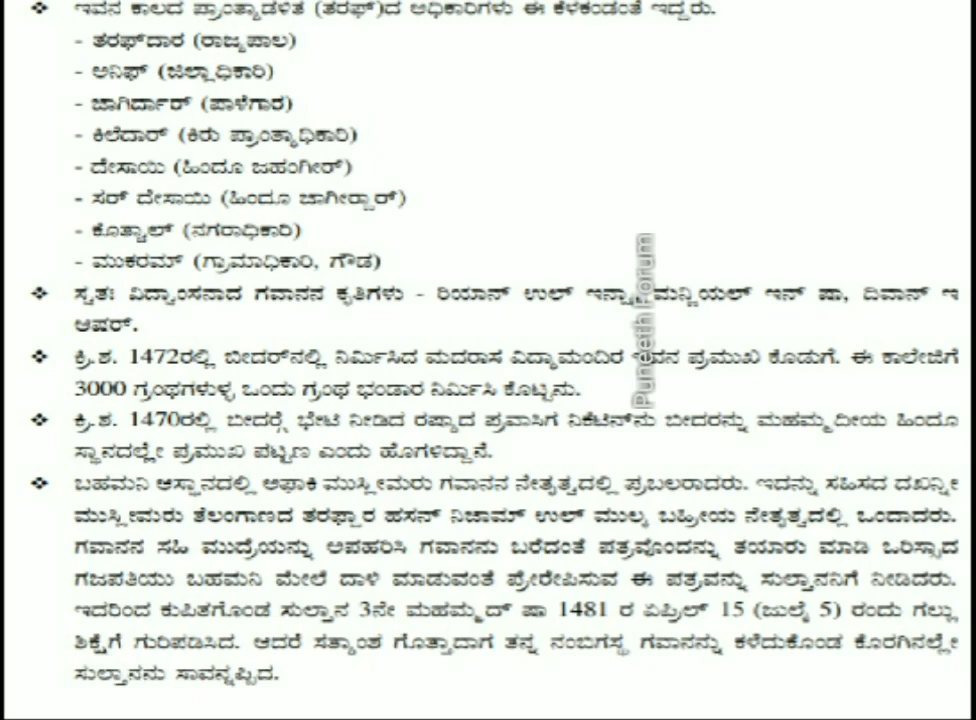 ❖ ಇವನ ಕಾಲದ ಪ್ರಾಂತ್ಯಾಡಳಿತ (ತರಫ್)ದ ಅಧಿಕಾರಿಗಳು ಈ ಕೆಳಕಂಡಂತೆ ಇದ್ದರು.
- ತರಫ್‌ದಾರ (ರಾಜ್ಯಪಾಲ)
- ಅನಿಫ್ (ಜಿಲ್ಲಾಧಿಕಾರಿ)
- ಜಾಗಿರ್ದಾರ್ (ಪಾಳೆಗಾರ)
- ಕಿಲೆದಾರ್ (ಕಿರು ಪ್ರಾಂತ್ಯಾಧಿಕಾರಿ)
- ದೇಸಾಯಿ (ಹಿಂದೂ ಜಹಂಗೀರ್)
- ಸರ್ ದೇಸಾಯಿ (ಹಿಂದೂ ಜಾಗೀರ್‍ದಾರ್)
- ಕೊತ್ವಾಲ್ (ನಗರಾಧಿಕಾರಿ)
- ಮುಕರಮ್ (ಗ್ರಾಮಾಧಿಕಾರಿ, ಗೌಡ)
❖ ಸ್ವತಃ ವಿದ್ವಾಂಸನಾದ ಗವಾನನ ಕೃತಿಗಳು - ರಿಯಾನ್ ಉಲ್ ಇನ್ಷಾ, ಮನ್ಜಿಯಲ್ ಇನ್ ಷಾ, ದಿವಾನ್ ಇ
ಆಷರ್.
❖ ಕ್ರಿ.ಶ. 1472ರಲ್ಲಿ ಬೀದರ್‌ನಲ್ಲಿ ನಿರ್ಮಿಸಿದ ಮದರಾಸ ವಿದ್ಯಾಮಂದಿರ ಇವನ ಪ್ರಮುಖ ಕೊಡುಗೆ. ಈ ಕಾಲೇಜಿಗೆ
3000 ಗ್ರಂಥಗಳುಳ್ಳ ಒಂದು ಗ್ರಂಥ ಭಂಡಾರ ನಿರ್ಮಿಸಿ ಕೊಟ್ಟನು.
❖ ಕ್ರಿ.ಶ. 1470ರಲ್ಲಿ ಬೀದರ್‍ಗೆ ಭೇಟಿ ನೀಡಿದ ರಷ್ಯಾದ ಪ್ರವಾಸಿಗ ನಿಕೆಟಿನ್‌ನು ಬೀದರನ್ನು ಮಹಮ್ಮದೀಯ ಹಿಂದೂ
ಸ್ಥಾನದಲ್ಲೇ ಪ್ರಮುಖ ಪಟ್ಟಣ ಎಂದು ಹೊಗಳಿದ್ದಾನೆ.
❖ ಬಹಮನಿ ಆಸ್ಥಾನದಲ್ಲಿ ಅಫಾಕಿ ಮುಸ್ಲೀಮರು ಗವಾನನ ನೇತೃತ್ವದಲ್ಲಿ ಪ್ರಬಲರಾದರು. ಇದನ್ನು ಸಹಿಸದ ದಖನ್ನೀ
ಮುಸ್ಲೀಮರು ತೆಲಂಗಾಣದ ತರಫ್ದಾರ ಹಸನ್ ನಿಜಾಮ್ ಉಲ್ ಮುಲ್ಕ ಬಹ್ರೀಯ ನೇತೃತ್ವದಲ್ಲಿ ಒಂದಾದರು.
ಗವಾನನ ಸಹಿ ಮುದ್ರೆಯನ್ನು ಅಪಹರಿಸಿ ಗವಾನನು ಬರೆದಂತೆ ಪತ್ರವೊಂದನ್ನು ತಯಾರು ಮಾಡಿ ಒರಿಸ್ಸಾದ
ಗಜಪತಿಯು ಬಹಮನಿ ಮೇಲೆ ದಾಳಿ ಮಾಡುವಂತೆ ಪ್ರೇರೇಪಿಸುವ ಈ ಪತ್ರವನ್ನು ಸುಲ್ತಾನನಿಗೆ ನೀಡಿದರು.
ಇದರಿಂದ ಕುಪಿತಗೊಂಡ ಸುಲ್ತಾನ 3ನೇ ಮಹಮ್ಮದ್ ಷಾ 1481 ರ ಏಪ್ರಿಲ್ 15 (ಜುಲೈ 5) ರಂದು ಗಲ್ಲು
ಶಿಕ್ಷೆಗೆ ಗುರಿಪಡಿಸಿದ. ಆದರೆ ಸತ್ಯಾಂಶ ಗೊತ್ತಾದಾಗ ತನ್ನ ನಂಬಿಗಸ್ಥ ಗವಾನನ್ನು ಕಳೆದುಕೊಂಡ ಕೊರಗಿನಲ್ಲೇ
ಸುಲ್ತಾನನು ಸಾವನ್ನಪ್ಪಿದ.
Puneeth Forum